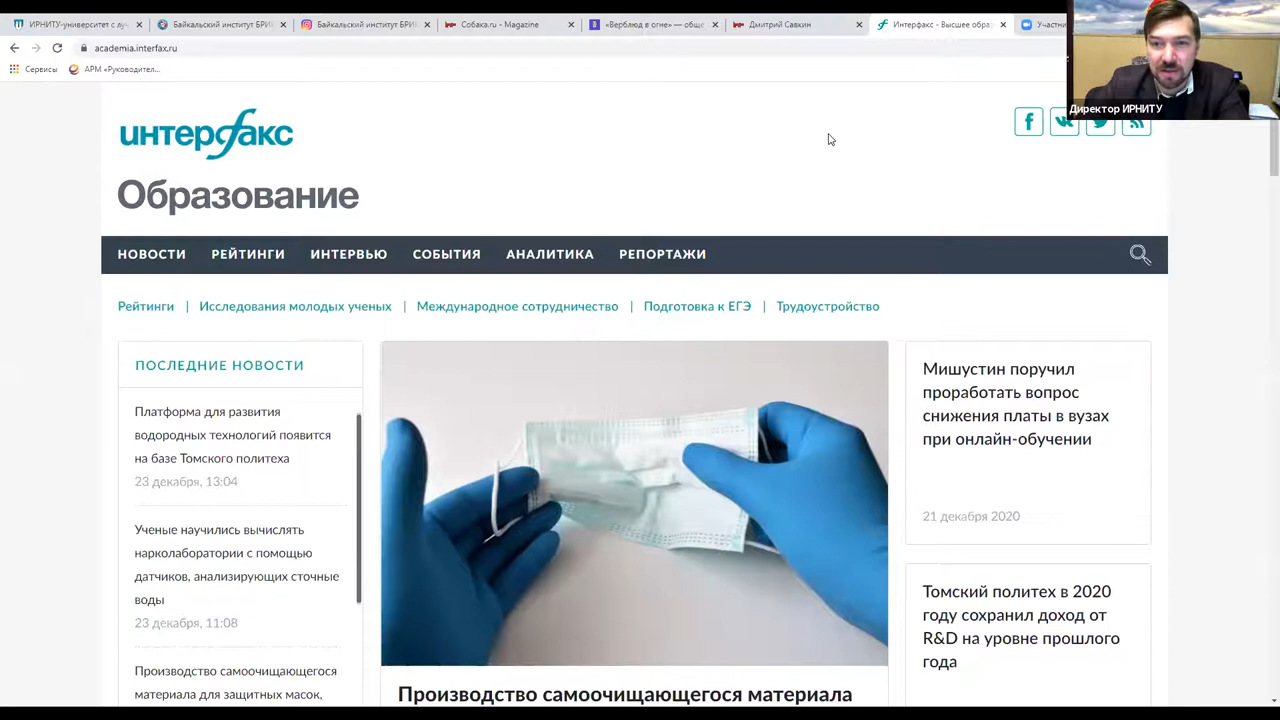 ИРНИТУ-университет с луч
Байкальский институт БРИ
Байкальский институт БРИ
Собака.ru - Magazine
«Верблюд в огне» — общ
Дмитрий Савкин
Интерфакс - Высшее обра
Участни
academia.interfax.ru
Сервисы
АРМ «Руководител...
Директор ИРНИТУ
интерфакс
Образование
НОВОСТИ РЕЙТИНГИ ИНТЕРВЬЮ СОБЫТИЯ АНАЛИТИКА РЕПОРТАЖИ
Рейтинги | Исследования молодых ученых | Международное сотрудничество | Подготовка к ЕГЭ | Трудоустройство
ПОСЛЕДНИЕ НОВОСТИ
Платформа для развития
водородных технологий появится
на базе Томского политеха
23 декабря, 13:04
Ученые научились вычислять
нарколаборатории с помощью
датчиков, анализирующих сточные
воды
23 декабря, 11:08
Производство самоочищающегося
материала для защитных масок,
Производство самоочищающегося материала
Мишустин поручил
проработать вопрос
снижения платы в вузах
при онлайн-обучении
21 декабря 2020
Томский политех в 2020
году сохранил доход от
R&D на уровне прошлого
года